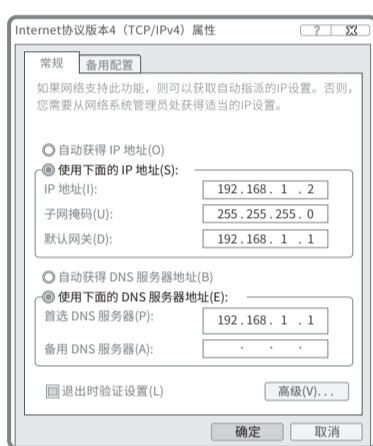 Internet协议版本4（TCP/IPv4）属性
常规 备用配置
如果网络支持此功能，则可以获取自动指派的IP设置。否则，
您需要从网络系统管理员处获得适当的IP设置。
自动获得 IP 地址(O)
使用下面的 IP 地址(S):
IP 地址(I): 192.168. 1 . 2
子网掩码(U): 255.255.255. 0
默认网关(D): 192.168. 1 . 1
自动获得 DNS 服务器地址(B)
使用下面的 DNS 服务器地址(E):
首选 DNS 服务器(P): 192.168. 1 . 1
备用 DNS 服务器(A): . . .
退出时验证设置(L) 高级(V)...
确定 取消